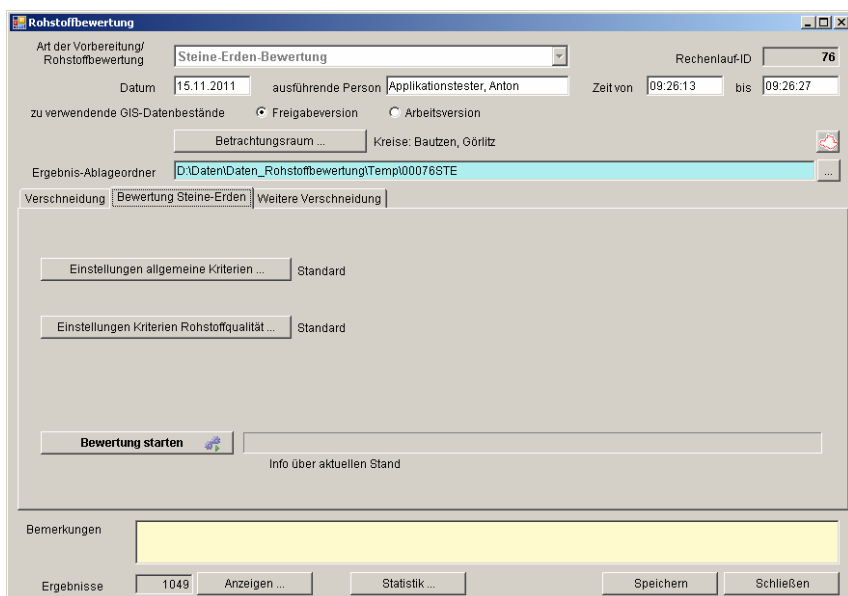 Rohstoffbewertung
Art der Vorbereitung/
Rohstoffbewertung
Steine-Erden-Bewertung
Rechenlauf-ID 76
Datum 15.11.2011 ausführende Person Applikationstester, Anton Zeit von 09:26:13 bis 09:26:27
zu verwendende GIS-Datenbestände Freigabeversion Arbeitsversion
Betrachtungsraum ... Kreise: Bautzen, Görlitz
Ergebnis-Ablageordner D:\Daten\Daten_Rohstoffbewertung\Temp\00076STE ...
Verschneidung Bewertung Steine-Erden Weitere Verschneidung
Einstellungen allgemeine Kriterien ... Standard
Einstellungen Kriterien Rohstoffqualität ... Standard
Bewertung starten
Info über aktuellen Stand
Bemerkungen
Ergebnisse 1049 Anzeigen ... Statistik ... Speichern Schließen